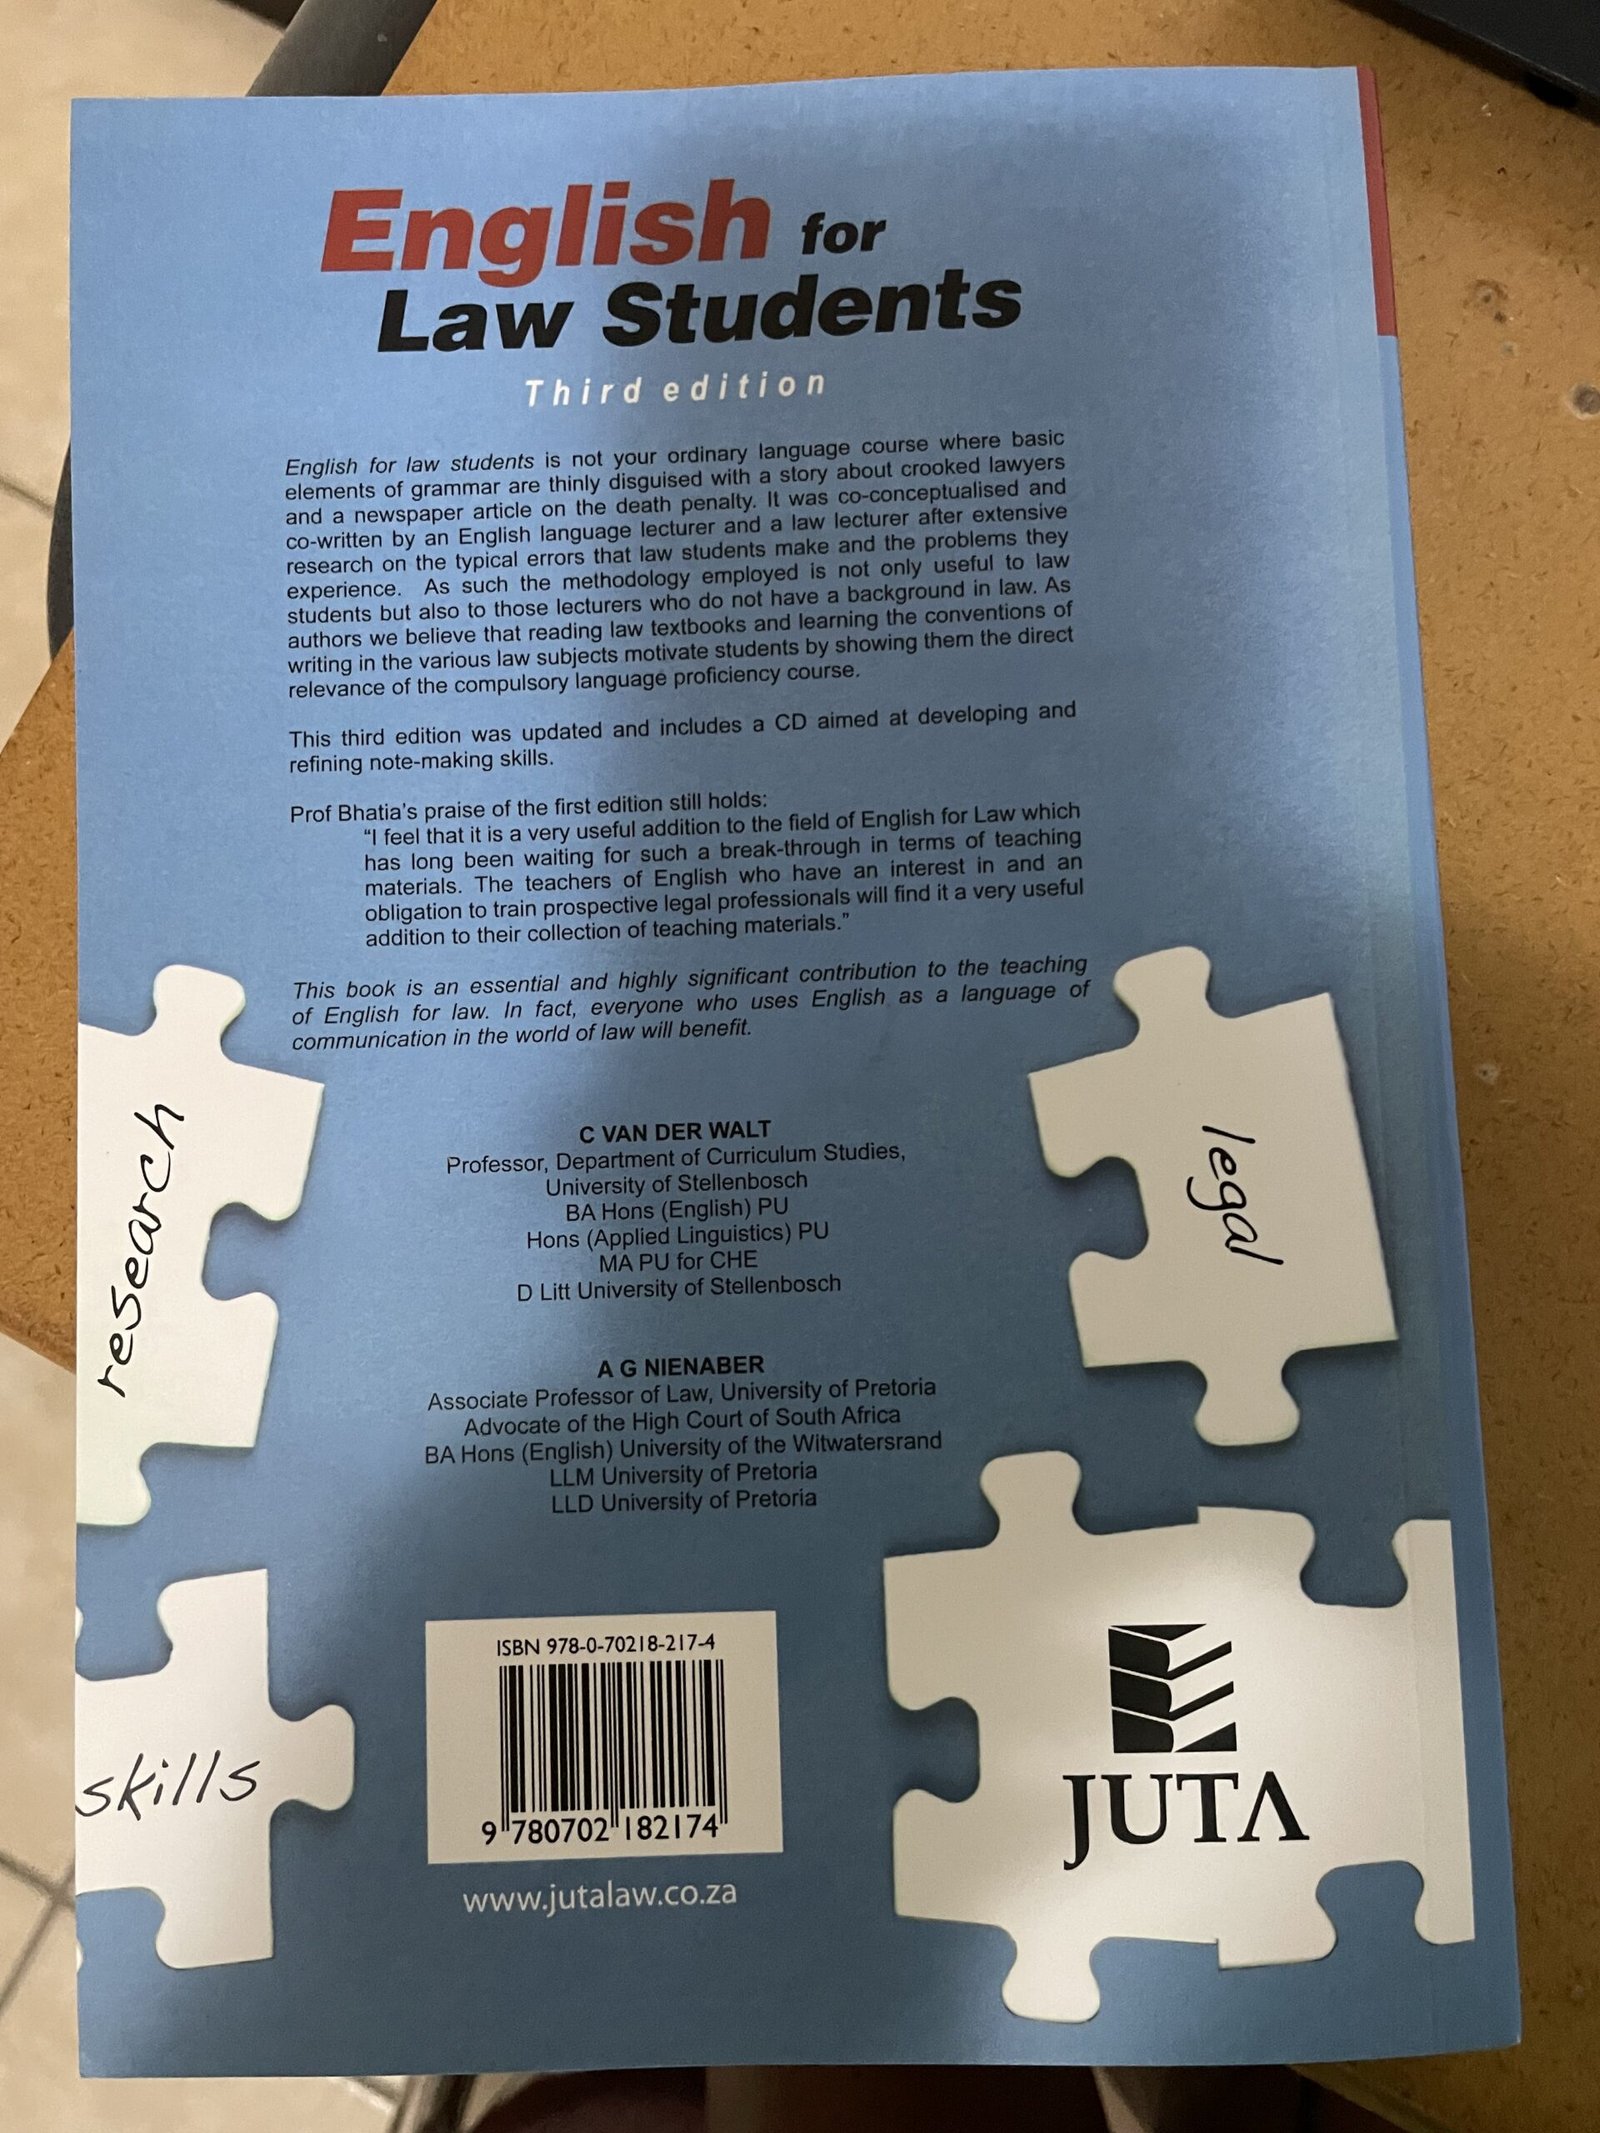 English for
Law Students
Third edition
English for law students is not your ordinary language course where basic
elements of grammar are thinly disguised with a story about crooked lawyers
and a newspaper article on the death penalty. It was co-conceptualised and
co-written by an English language lecturer and a law lecturer after extensive
research on the typical errors that law students make and the problems they
experience. As such the methodology employed is not only useful to law
students but also to those lecturers who do not have a background in law. As
authors we believe that reading law textbooks and learning the conventions of
writing in the various law subjects motivate students by showing them the direct
relevance of the compulsory language proficiency course.
This third edition was updated and includes a CD aimed at developing and
refining note-making skills.
Prof Bhatia's praise of the first edition still holds:
“I feel that it is a very useful addition to the field of English for Law which
has long been waiting for such a break-through in terms of teaching
materials. The teachers of English who have an interest in and an
obligation to train prospective legal professionals will find it a very useful
addition to their collection of teaching materials.”
This book is an essential and highly significant contribution to the teaching
of English for law. In fact, everyone who uses English as a language of
communication in the world of law will benefit.
research
legal
C VAN DER WALT
Professor, Department of Curriculum Studies,
University of Stellenbosch
BA Hons (English) PU
Hons (Applied Linguistics) PU
MA PU for CHE
D Litt University of Stellenbosch
A G NIENABER
Associate Professor of Law, University of Pretoria
Advocate of the High Court of South Africa
BA Hons (English) University of the Witwatersrand
LLM University of Pretoria
LLD University of Pretoria
skills
ISBN 978-0-70218-217-4
9 780702 182174
www.jutalaw.co.za
JUTA